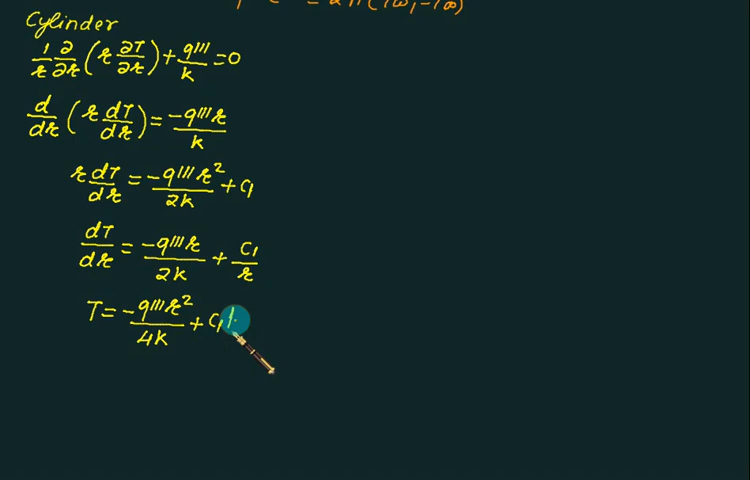 Cylinder
1/r ∂/∂r (r ∂T/∂r) + q'''/k = 0
d/dr (r dT/dr) = -q'''r/k
r dT/dr = -q'''r²/2k + C₁
dT/dr = -q'''r/2k + C₁/r
T = -q'''r²/4k + C₁